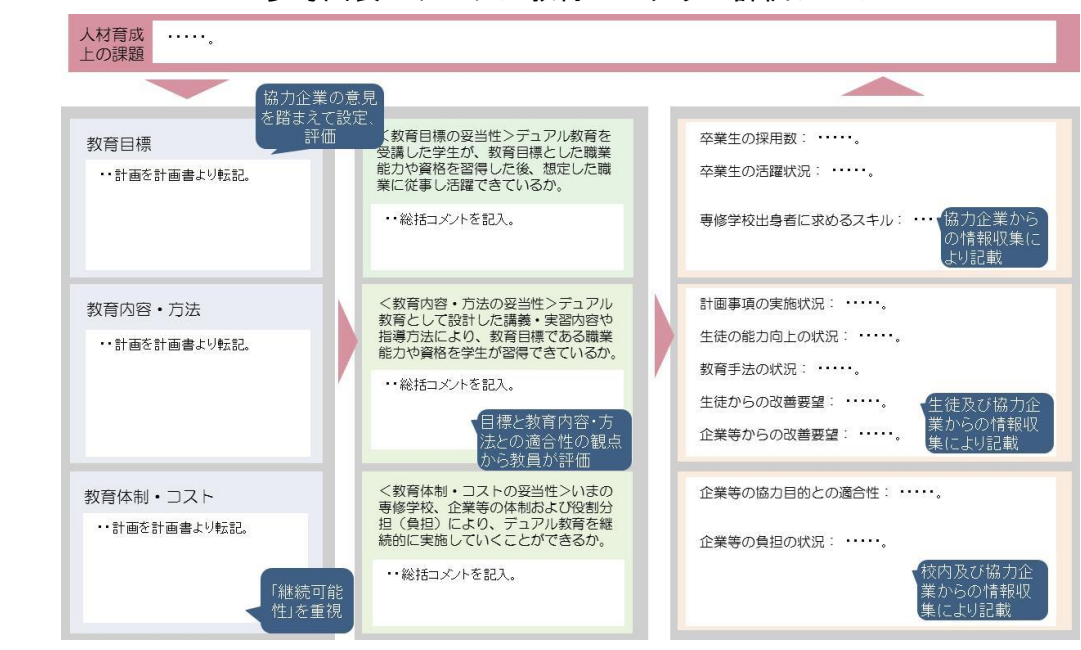 人材育成
上の課題
・・・・・。
協力企業の意見
を踏まえて設定、
評価
教育目標
・・計画を計画書より転記。
＜教育目標の妥当性＞デュアル教育を
受講した学生が、教育目標とした職業
能力や資格を習得した後、想定した職
業に従事し活躍できているか。
・・総括コメントを記入。
卒業生の採用数：・・・・・。
卒業生の活躍状況：・・・・・。
専修学校出身者に求めるスキル：・・・
協力企業から
の情報収集に
より記載
教育内容・方法
・・計画を計画書より転記。
＜教育内容・方法の妥当性＞デュアル
教育として設計した講義・実習内容や
指導方法により、教育目標である職業
能力や資格を学生が習得できているか。
・・総括コメントを記入。
目標と教育内容・方
法との適合性の観点
から教員が評価
計画事項の実施状況：・・・・・。
生徒の能力向上の状況：・・・・・。
教育手法の状況：・・・・・。
生徒からの改善要望：・・・・・。
企業等からの改善要望：・・・・・。
生徒及び協力企
業からの情報収
集により記載
教育体制・コスト
・・計画を計画書より転記。
「継続可能
性」を重視
＜教育体制・コストの妥当性＞いまの
専修学校、企業等の体制および役割分
担（負担）により、デュアル教育を継
続的に実施していくことができるか。
・・総括コメントを記入。
企業等の協力目的との適合性：・・・・・。
企業等の負担の状況：・・・・・。
校内及び協力企
業からの情報収
集により記載